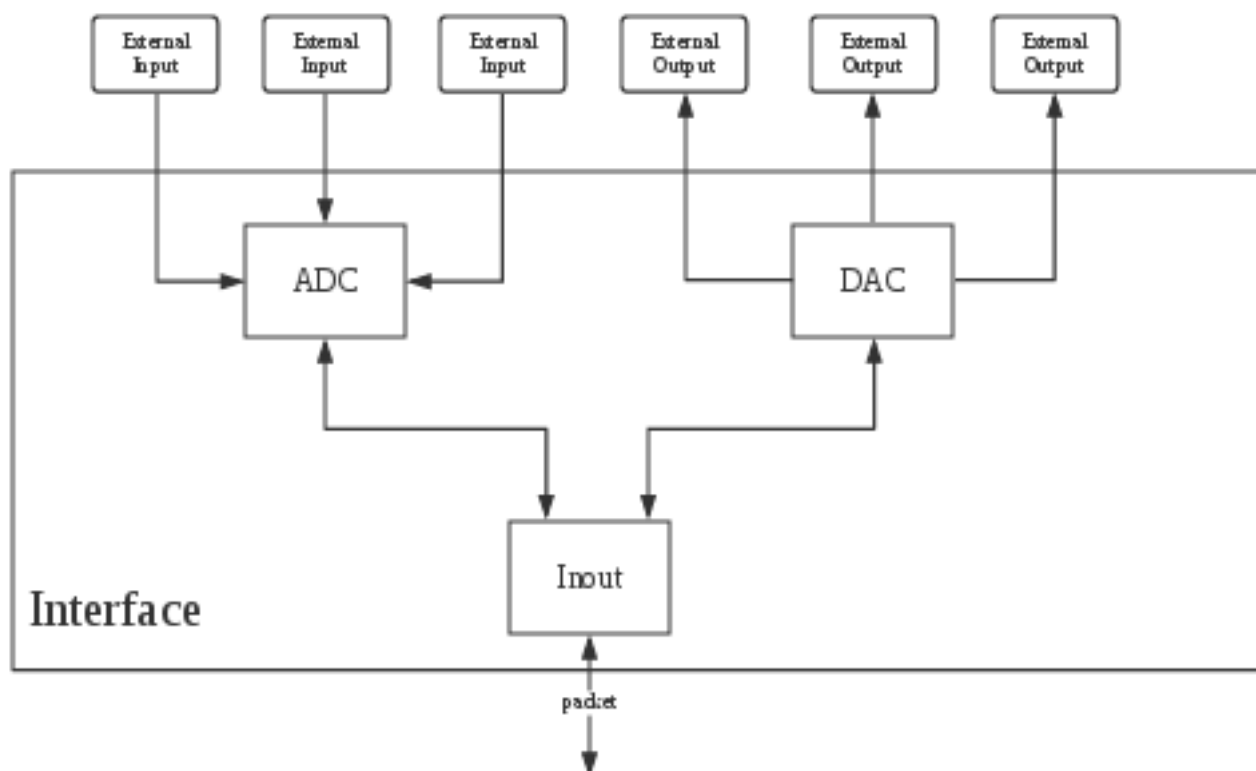 External
Input
External
Input
External
Input
External
Output
External
Output
External
Output
ADC
DAC
Inout
Interface
packet